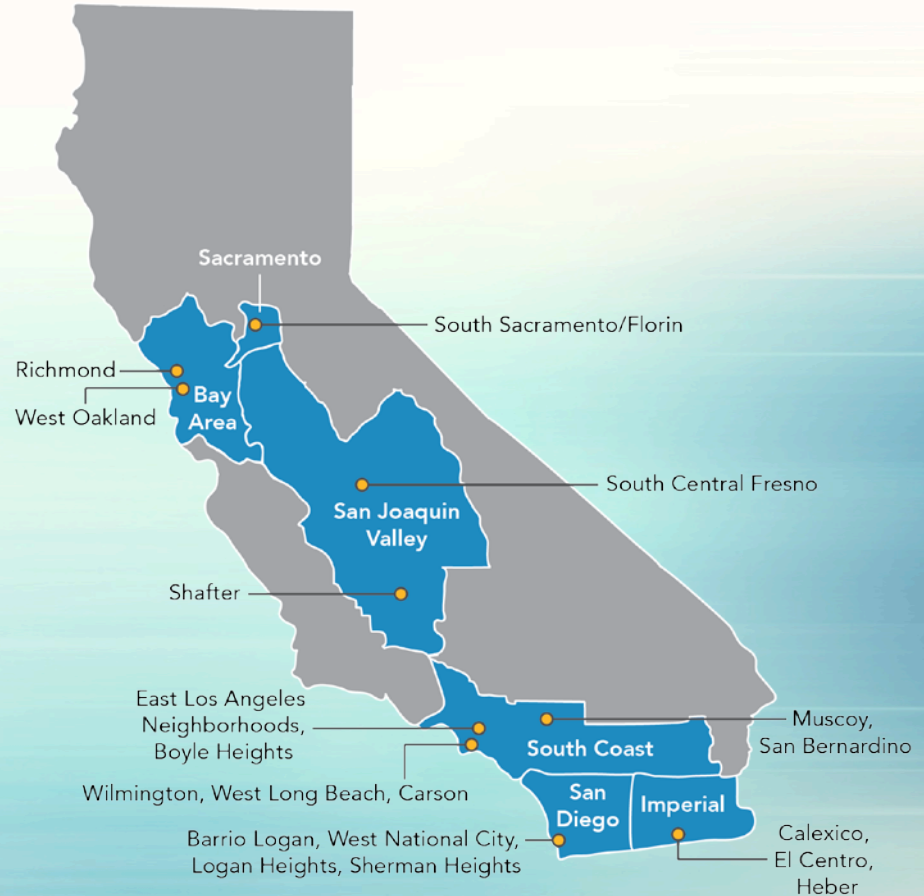 Sacramento
South Sacramento/Florin
Richmond
West Oakland
Bay
Area
South Central Fresno
San Joaquin
Valley
Shafter
East Los Angeles
Neighborhoods,
Boyle Heights
Muscoy,
San Bernardino
South Coast
Wilmington, West Long Beach, Carson
San
Diego
Imperial
Barrio Logan, West National City,
Logan Heights, Sherman Heights
Calexico,
El Centro,
Heber